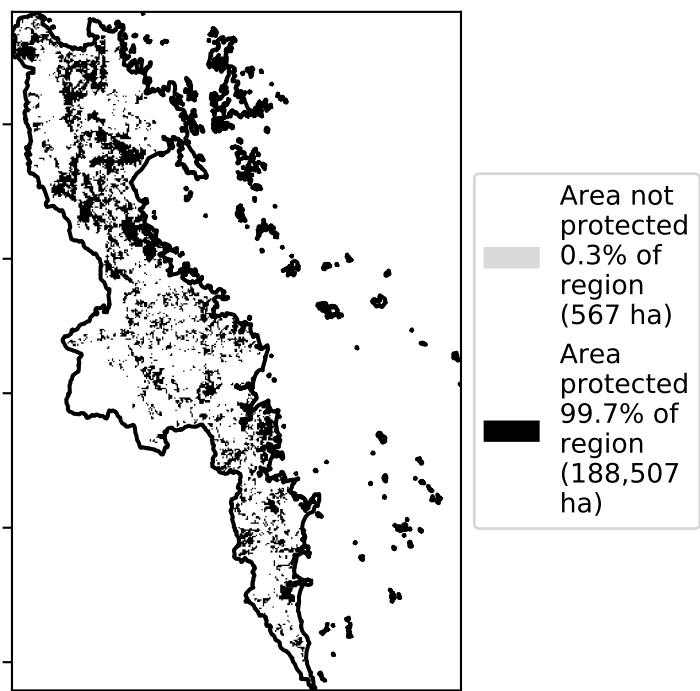 Area not
protected
0.3% of
region
(567 ha)
Area
protected
99.7% of
region
(188,507
ha)